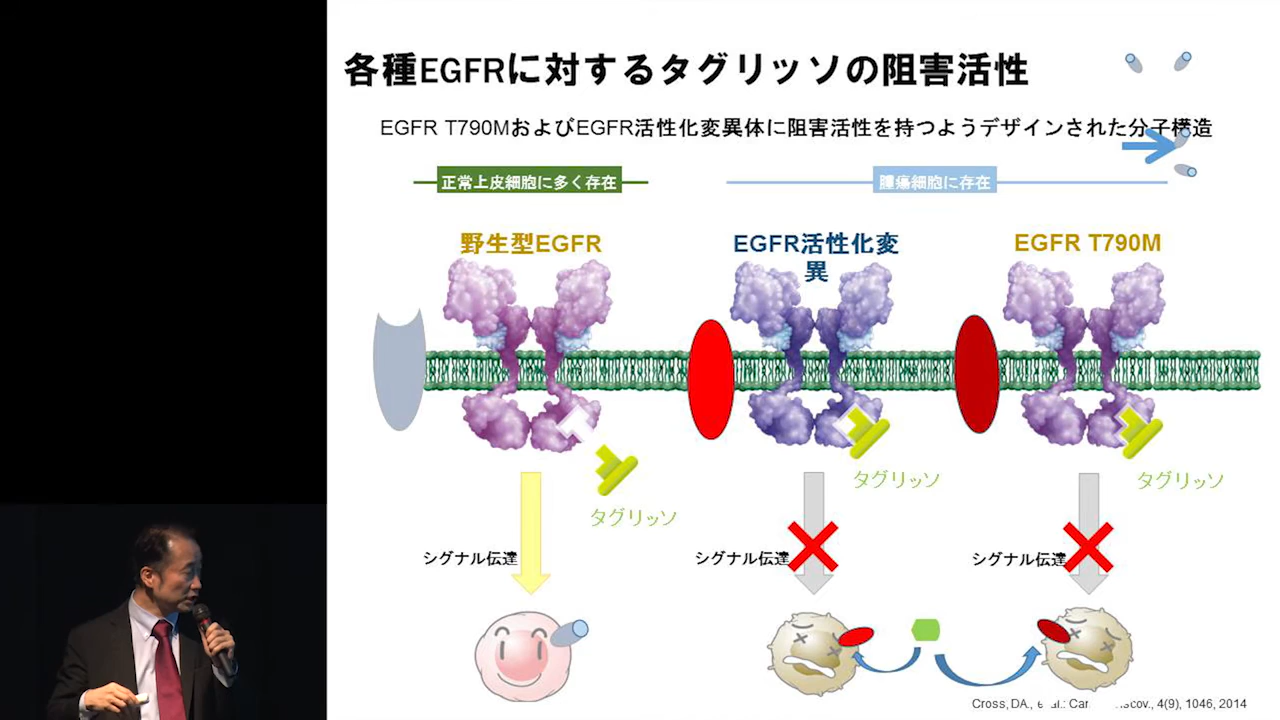 各種EGFRに対するタグリッソの阻害活性
EGFR T790MおよびEGFR活性化変異体に阻害活性を持つようデザインされた分子構造
正常上皮細胞に多く存在
腫瘍細胞に存在
野生型EGFR
EGFR活性化変
異
EGFR T790M
タグリッソ
タグリッソ
タグリッソ
シグナル伝達
シグナル伝達
シグナル伝達
Cross, DA., 4(9), 1046, 2014